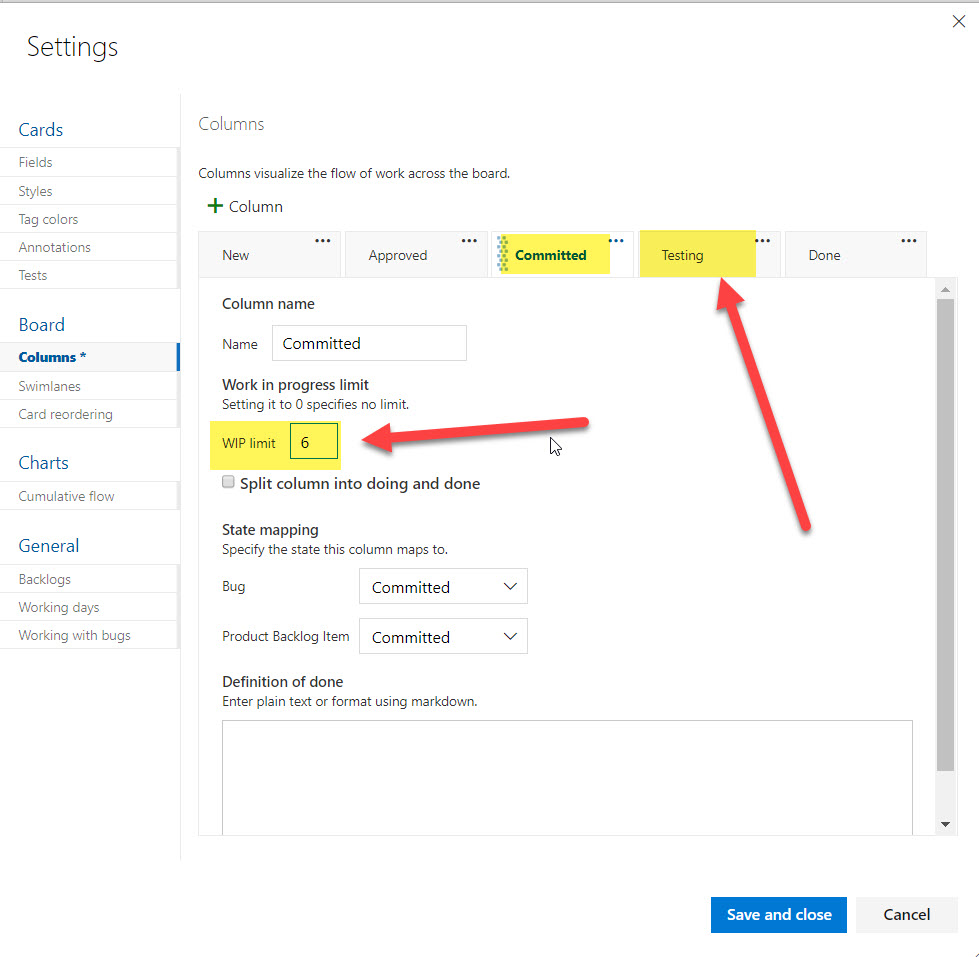 Settings
Cards
Fields
Styles
Tag colors
Annotations
Tests
Board
Columns *
Swimlanes
Card reordering
Charts
Cumulative flow
General
Backlogs
Working days
Working with bugs
Columns
Columns visualize the flow of work across the board.
+ Column
New ... Approved ... Committed ... Testing ... Done ...
Column name
Name Committed
Work in progress limit
Setting it to 0 specifies no limit.
WIP limit 6
Split column into doing and done
State mapping
Specify the state this column maps to.
Bug Committed
Product Backlog Item Committed
Definition of done
Enter plain text or format using markdown.
Save and close Cancel